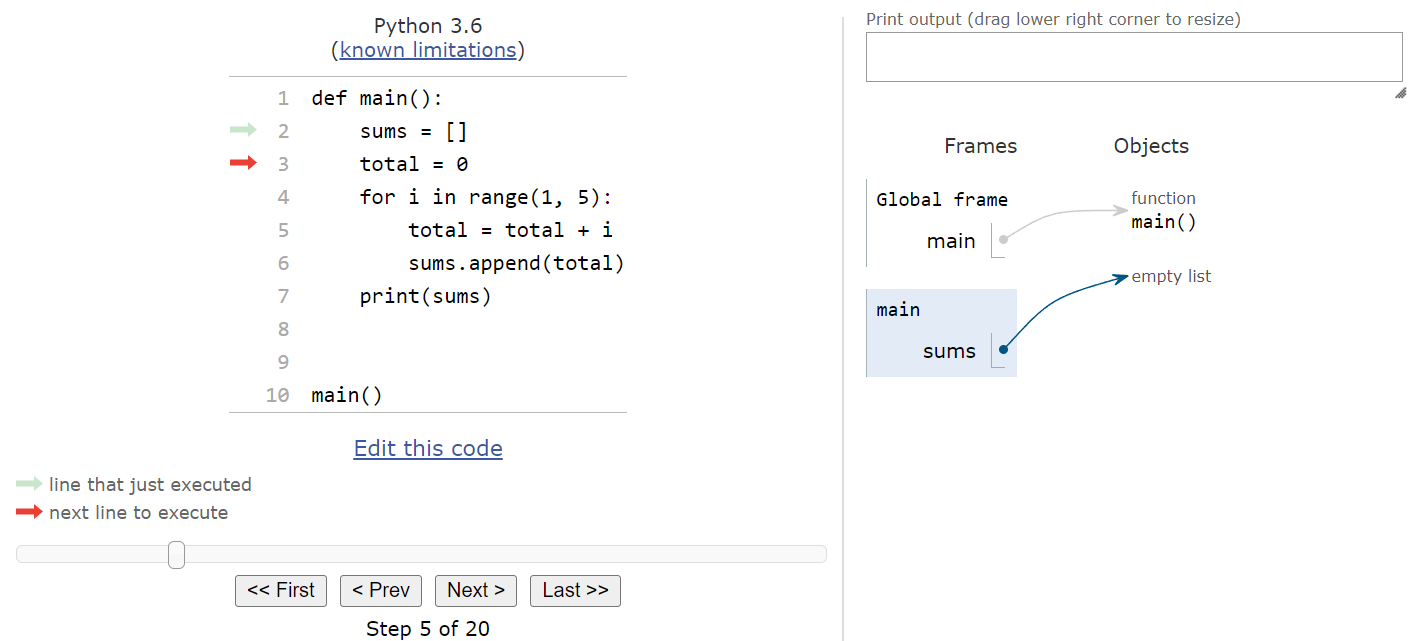 Python 3.6
(known limitations)
1 def main():
2     sums = []
3     total = 0
4     for i in range(1, 5):
5         total = total + i
6         sums.append(total)
7     print(sums)
8
9
10 main()
Edit this code
line that just executed
next line to execute
<< First
< Prev
Next >
Last >>
Step 5 of 20
Print output (drag lower right corner to resize)
Frames
Objects
Global frame
main
function
main()
main
sums
empty list